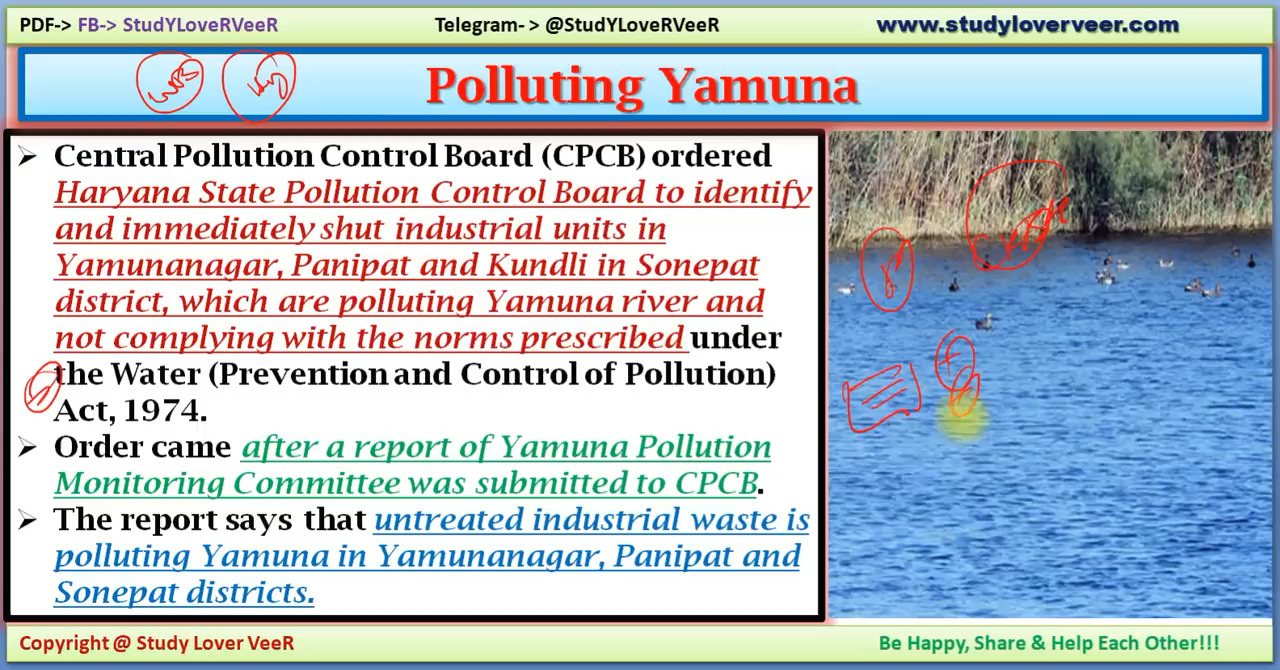 PDF-> FB-> StudYLoveRVeeR Telegram- > @StudYLoveRVeeR www.studyloverveer.com
Polluting Yamuna
➢ Central Pollution Control Board (CPCB) ordered
Haryana State Pollution Control Board to identify
and immediately shut industrial units in
Yamunanagar, Panipat and Kundli in Sonepat
district, which are polluting Yamuna river and
not complying with the norms prescribed under
the Water (Prevention and Control of Pollution)
Act, 1974.
➢ Order came after a report of Yamuna Pollution
Monitoring Committee was submitted to CPCB.
➢ The report says that untreated industrial waste is
polluting Yamuna in Yamunanagar, Panipat and
Sonepat districts.
Copyright @ Study Lover VeeR Be Happy, Share & Help Each Other!!!